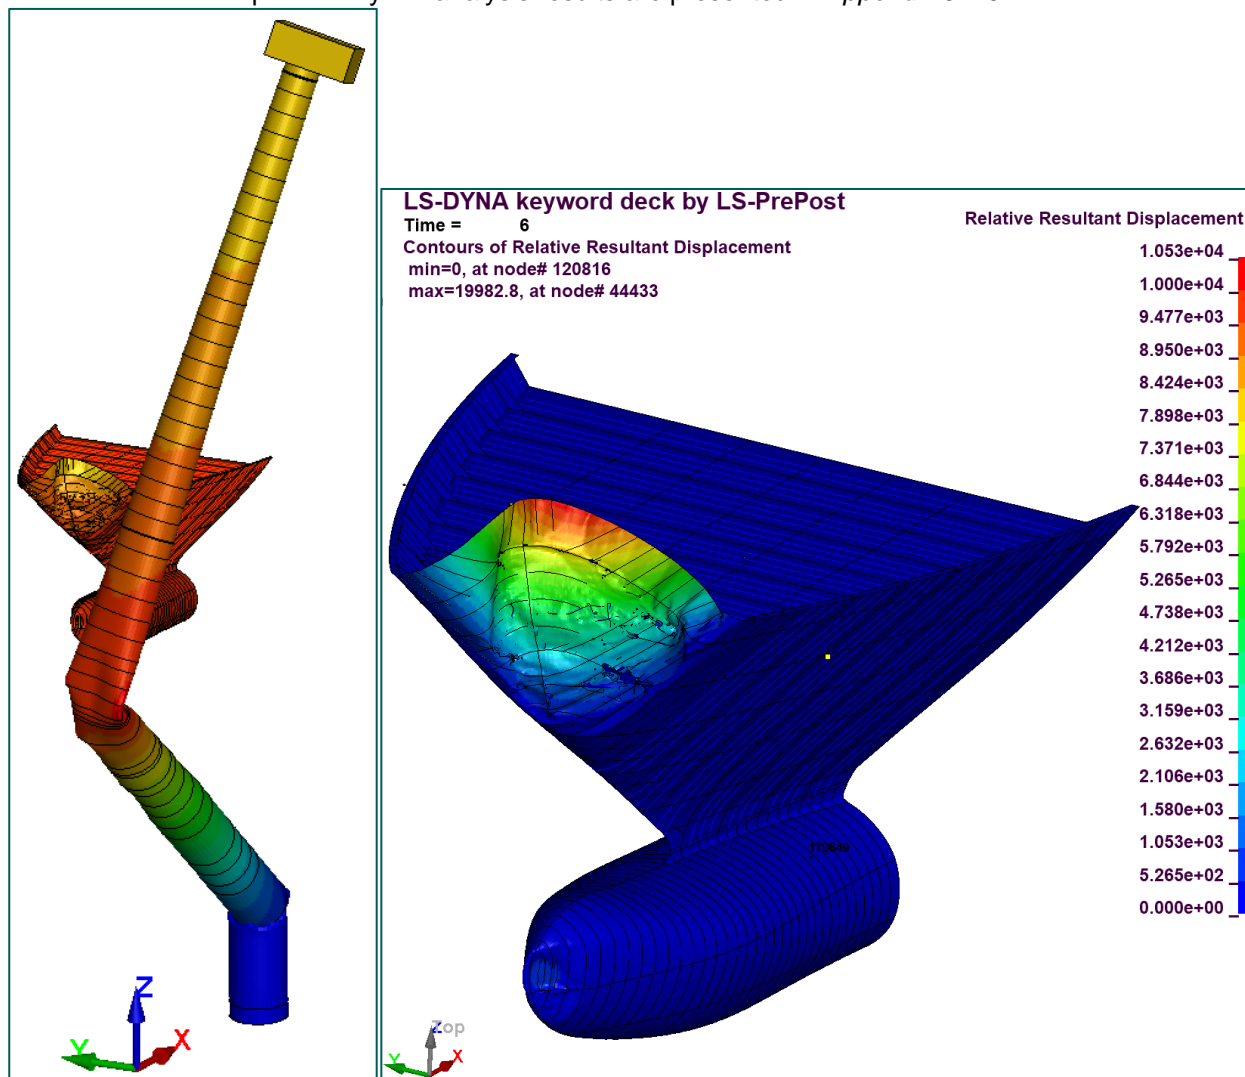 analysis results are presented
LS-DYNA keyword deck by LS-PrePost
Time = 6
Contours of Relative Resultant Displacement
min=0, at node# 120816
max=19982.8, at node# 44433
Relative Resultant Displacement
1.053e+04
1.000e+04
9.477e+03
8.950e+03
8.424e+03
7.898e+03
7.371e+03
6.844e+03
6.318e+03
5.792e+03
5.265e+03
4.738e+03
4.212e+03
3.686e+03
3.159e+03
2.632e+03
2.106e+03
1.580e+03
1.053e+03
5.265e+02
0.000e+00
Z
X
Y
Zop
X
Y